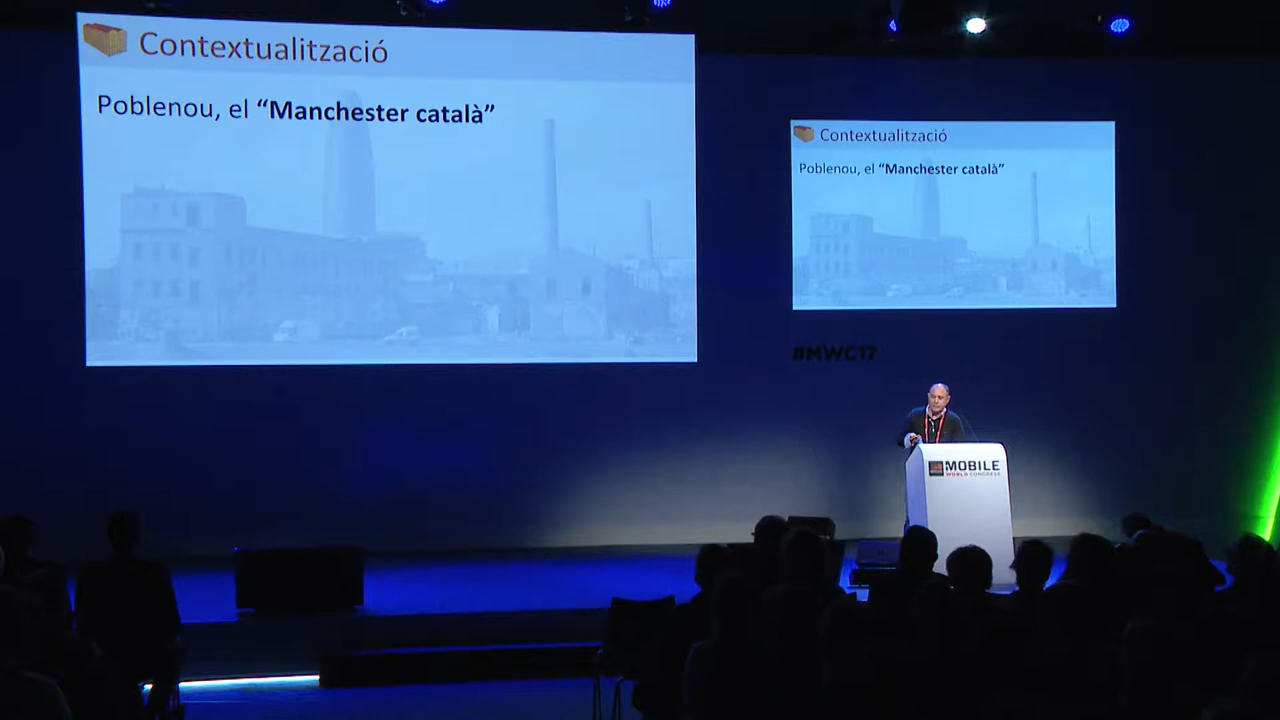 Contextualització
Poblenou, el “Manchester català”
Contextualització
Poblenou, el “Manchester català”
#MWC17
MOBILE
WORLD CONGRESS